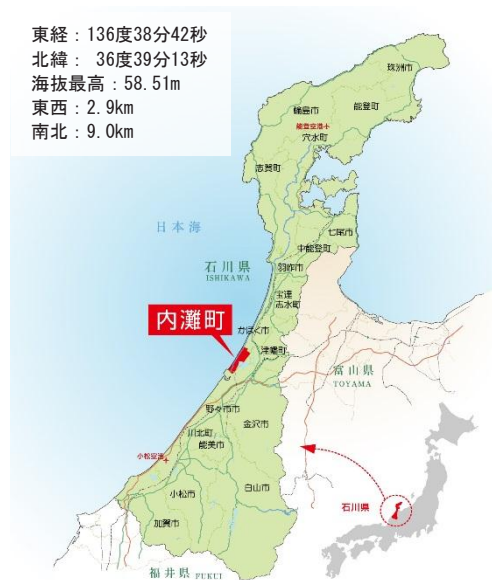 東経：136度38分42秒
北緯： 36度39分13秒
海抜最高：58.51m
東西：2.9km
南北：9.0km
珠洲市
輪島市
能登町
能登空港
穴水町
志賀町
日本海
七尾市
中能登町
石川県
ISHIKAWA
羽咋市
宝達
志水町
内灘町
かほく市
津幡町
富山県
TOYAMA
野々市市
川北町
金沢市
能美市
小松空港
小松市
白山市
石川県
加賀市
福井県 FUKUI